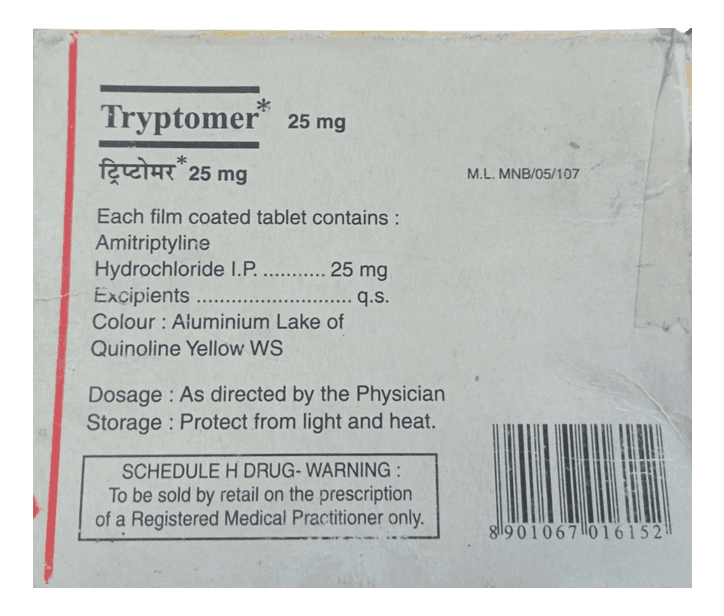 Tryptomer* 25 mg
ट्रिप्टोमर* 25 mg
M.L. MNB/05/107
Each film coated tablet contains :
Amitriptyline
Hydrochloride I.P. ........... 25 mg
Excipients ........................... q.s.
Colour : Aluminium Lake of
Quinoline Yellow WS
Dosage : As directed by the Physician
Storage : Protect from light and heat.
SCHEDULE H DRUG- WARNING :
To be sold by retail on the prescription
of a Registered Medical Practitioner only.
8 901067 016152